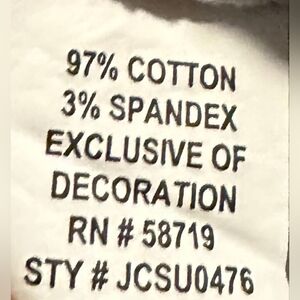 97% COTTON
3% SPANDEX
EXCLUSIVE OF
DECORATION
RN # 58719
STY # JCSU0476